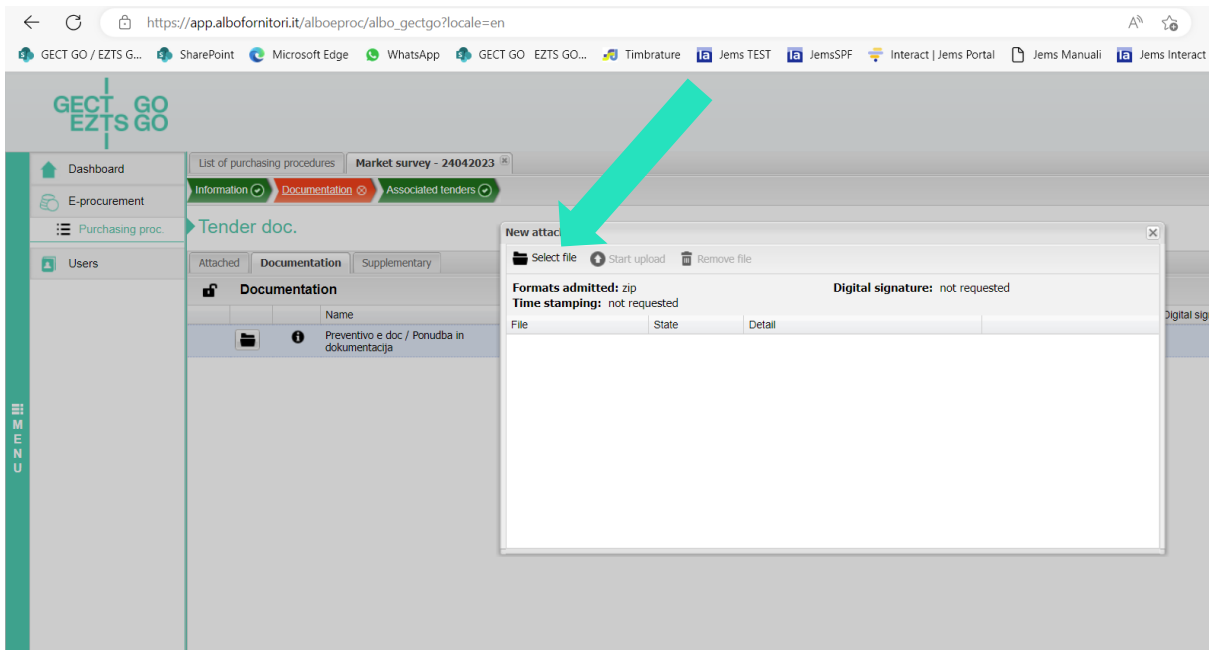 https://app.albofornitori.it/alboeproc/albo_gectgo?locale=en
GECT GO / EZTS G... SharePoint Microsoft Edge WhatsApp GECT GO EZTS GO... Timbrature Jems TEST JemsSPF Interact | Jems Portal Jems Manuali Jems Interact
GECT GO
EZTS GO
MENU
Dashboard
E-procurement
Purchasing proc.
Users
List of purchasing procedures Market survey - 24042023
Information Documentation Associated tenders
Tender doc.
Attached Documentation Supplementary
Documentation
Name
Digital sig
Preventivo e doc / Ponudba in
dokumentacija
New attac
Select file Start upload Remove file
Formats admitted: zip Digital signature: not requested
Time stamping: not requested
File State Detail